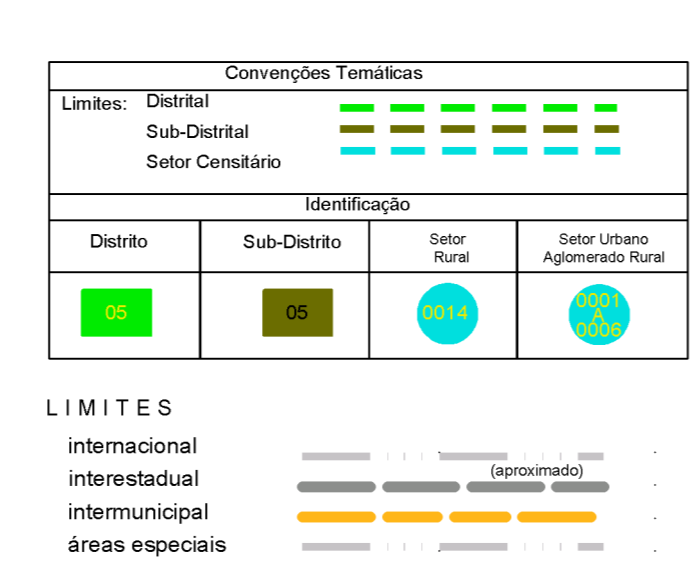 Convenções Temáticas
Limites: Distrital
Sub-Distrital
Setor Censitário
Identificação
Distrito Sub-Distrito Setor Rural Setor Urbano Aglomerado Rural
05 05 0014 0001 A 0006
LIMITES
internacional
interestadual (aproximado)
intermunicipal
áreas especiais